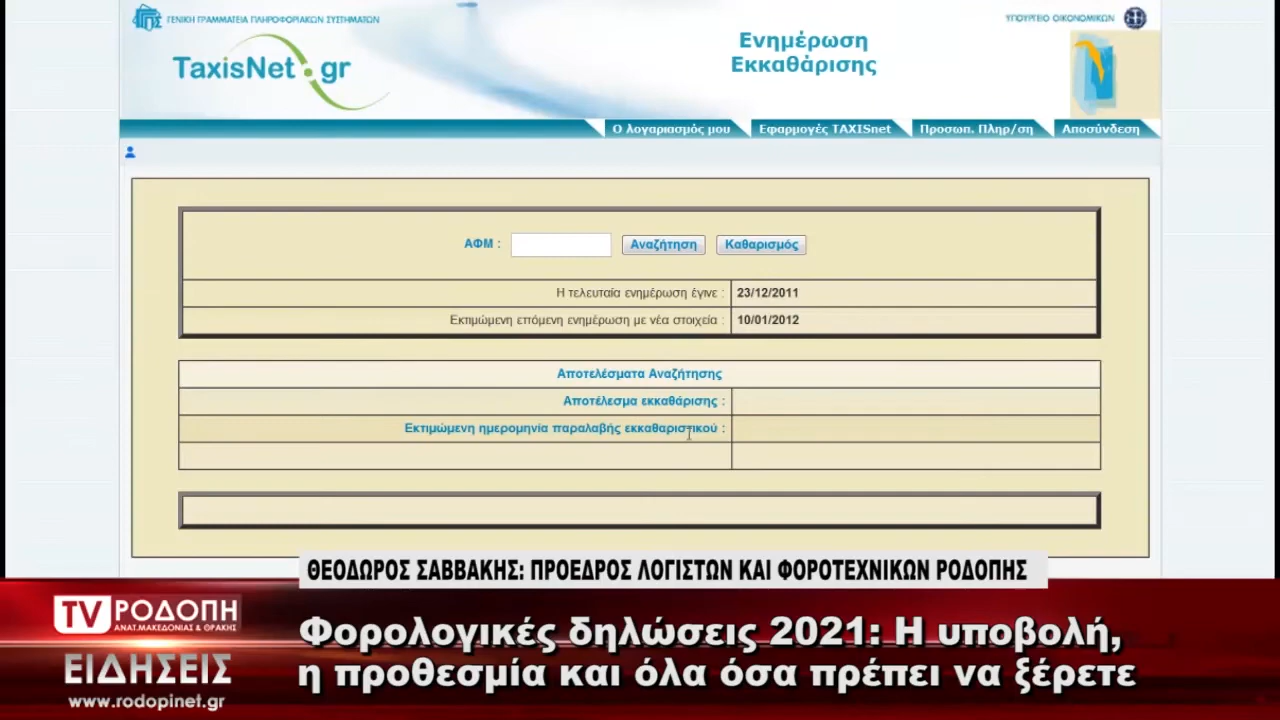 ΓΕΝΙΚΗ ΓΡΑΜΜΑΤΕΙΑ ΠΛΗΡΟΦΟΡΙΑΚΩΝ ΣΥΣΤΗΜΑΤΩΝ
ΥΠΟΥΡΓΕΙΟ ΟΙΚΟΝΟΜΙΚΩΝ
TaxisNet.gr
Ενημέρωση
Εκκαθάρισης
Ο λογαριασμός μου Εφαρμογές TAXISnet Προσωπ. Πληρ/ση Αποσύνδεση
ΑΦΜ : Αναζήτηση Καθαρισμός
Η τελευταία ενημέρωση έγινε : 23/12/2011
Εκτιμώμενη επόμενη ενημέρωση με νέα στοιχεία : 10/01/2012
Αποτελέσματα Αναζήτησης
Αποτέλεσμα εκκαθάρισης :
Εκτιμώμενη ημερομηνία παραλαβής εκκαθαριστικού :
ΘΕΟΔΩΡΟΣ ΣΑΒΒΑΚΗΣ: ΠΡΟΕΔΡΟΣ ΛΟΓΙΣΤΩΝ ΚΑΙ ΦΟΡΟΤΕΧΝΙΚΩΝ ΡΟΔΟΠΗΣ
TV ΡΟΔΟΠΗ
ΑΝΑΤ.ΜΑΚΕΔΟΝΙΑΣ & ΘΡΑΚΗΣ
ΕΙΔΗΣΕΙΣ
www.rodopinet.gr
Φορολογικές δηλώσεις 2021: Η υποβολή,
η προθεσμία και όλα όσα πρέπει να ξέρετε